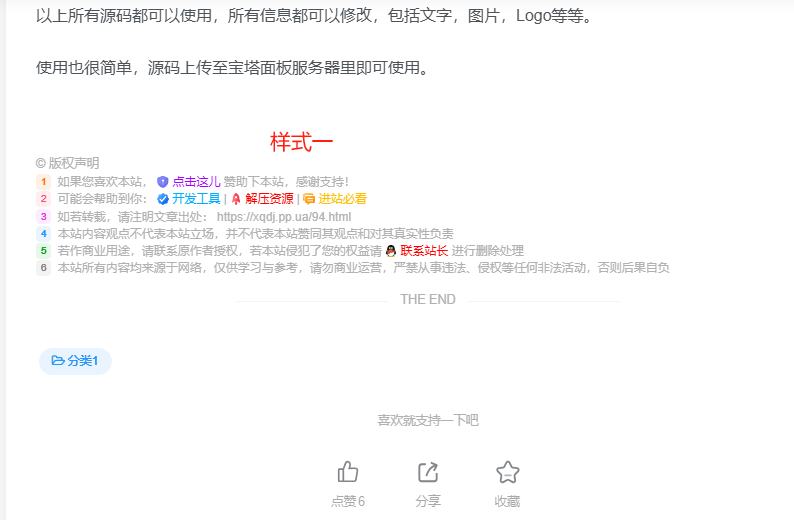 以上所有源码都可以使用，所有信息都可以修改，包括文字，图片，Logo等等。
使用也很简单，源码上传至宝塔面板服务器里即可使用。
样式一
© 版权声明
1 如果您喜欢本站， 点击这儿 赞助下本站，感谢支持！
2 可能会帮助到你： 开发工具 | 解压资源 | 进站必看
3 如若转载，请注明文章出处： https://xqdj.pp.ua/94.html
4 本站内容观点不代表本站立场，并不代表本站赞同其观点和对其真实性负责
5 若作商业用途，请联系原作者授权，若本站侵犯了您的权益请 联系站长 进行删除处理
6 本站所有内容均来源于网络，仅供学习与参考，请勿商业运营，严禁从事违法、侵权等任何非法活动，否则后果自负
THE END
分类1
喜欢就支持一下吧
点赞 6 分享 收藏